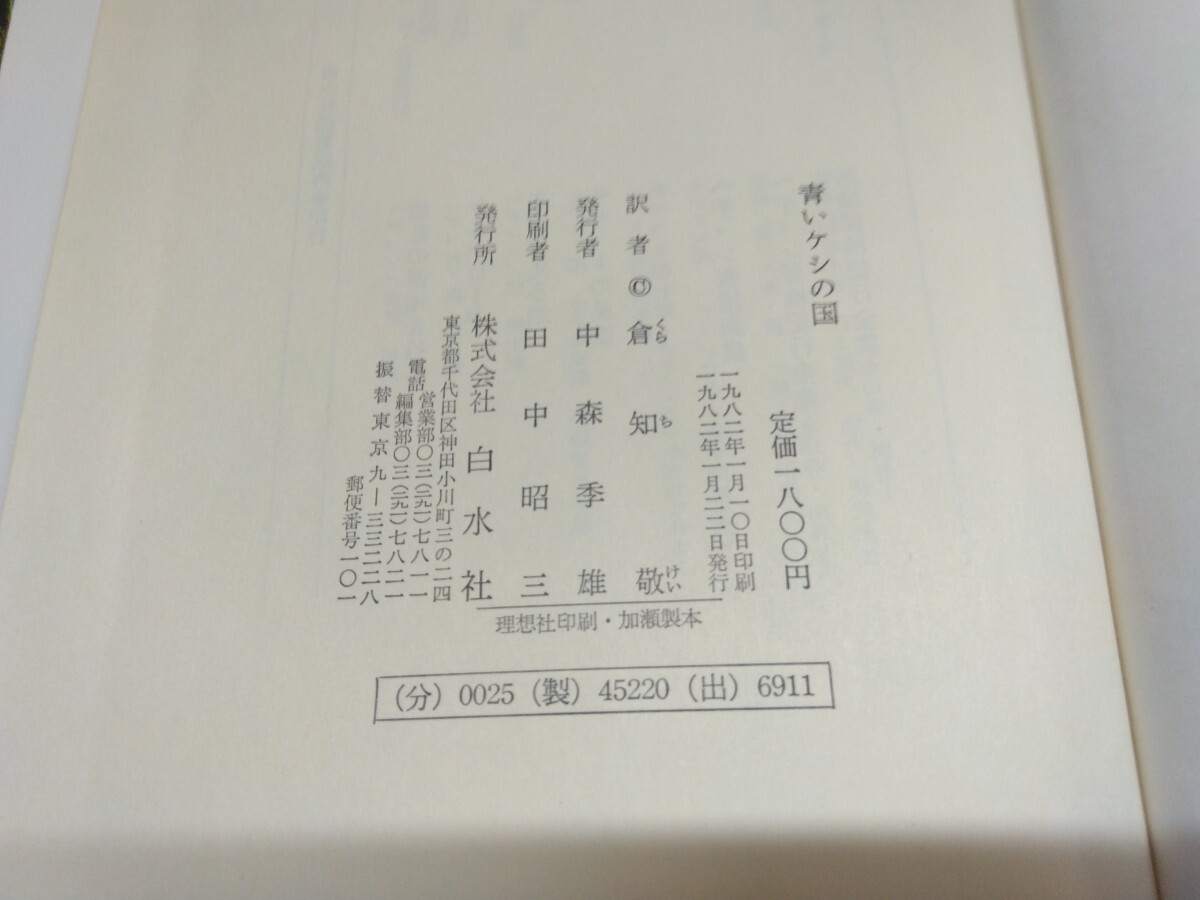 青いケシの国
定価一八〇〇円
一九八二年一月一〇日印刷
一九八二年一月二二日発行
訳者 © 倉知敬
くら ち けい
発行者 中森季雄
印刷者 田中昭三
発行所 株式会社 白水社
東京都千代田区神田小川町三の二四
電話 営業部〇三(二九一)七八一一
編集部〇三(二九一)七八二一
振替東京九―三三二二八
郵便番号一〇一
理想社印刷・加瀬製本
(分) 0025 (製) 45220 (出) 6911